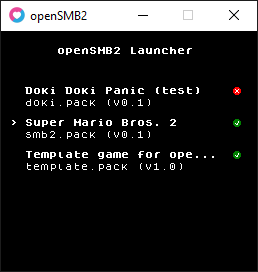 openSMB2
openSMB2 Launcher
Doki Doki Panic (test)
doki.pack (v0.1)
> Super Mario Bros. 2
smb2.pack (v0.1)
Template game for ope...
template.pack (v1.0)